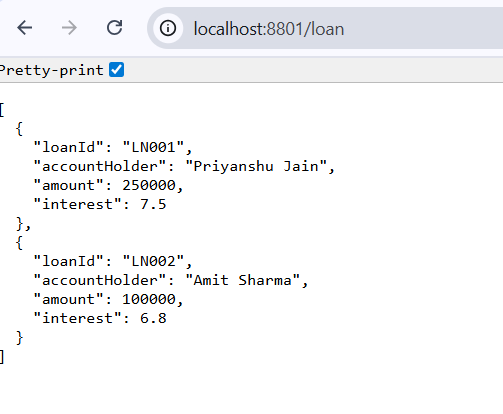 localhost:8801/loan
Pretty-print
[
  {
    "loanId": "LN001",
    "accountHolder": "Priyanshu Jain",
    "amount": 250000,
    "interest": 7.5
  },
  {
    "loanId": "LN002",
    "accountHolder": "Amit Sharma",
    "amount": 100000,
    "interest": 6.8
  }
]